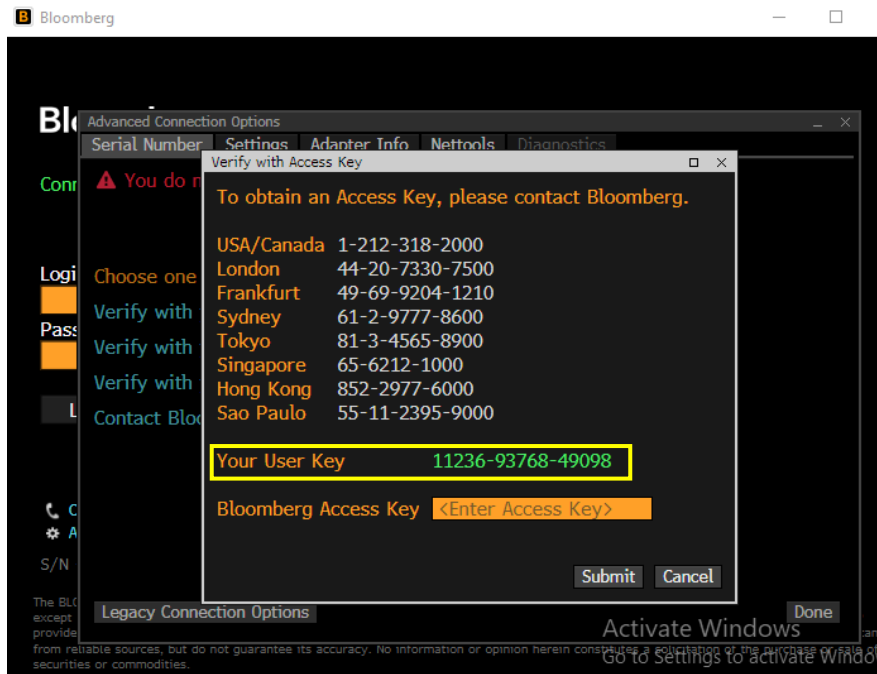 Bloomberg
Advanced Connection Options
Serial Number Settings Adapter Info Nettools Diagnostics
Verify with Access Key
You do
To obtain an Access Key, please contact Bloomberg.
USA/Canada 1-212-318-2000
London 44-20-7330-7500
Frankfurt 49-69-9204-1210
Sydney 61-2-9777-8600
Tokyo 81-3-4565-8900
Singapore 65-6212-1000
Hong Kong 852-2977-6000
Sao Paulo 55-11-2395-9000
Choose one
Verify with
Verify with
Verify with
Contact
Your User Key 11236-93768-49098
Bloomberg Access Key <Enter Access Key>
Submit Cancel
S/N
Legacy Connection Options
Done
The
except
from reliable sources, but do not guarantee its accuracy. No information or opinion herein constitutes a solicitation of the purchase or sale of
securities or commodities.
Activate Windows
Go to Settings to activate